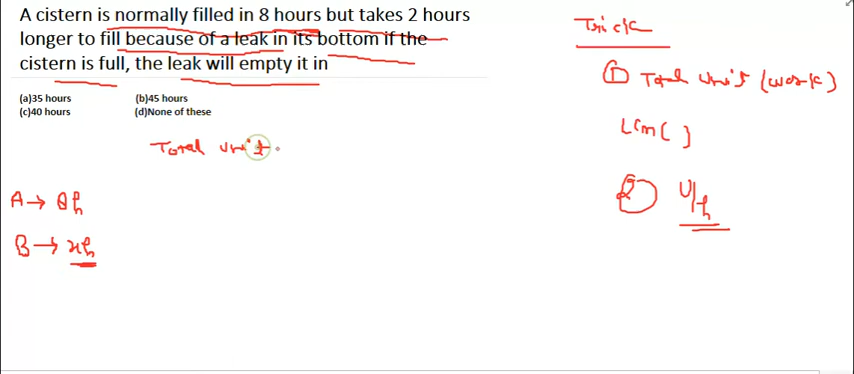 A cistern is normally filled in 8 hours but takes 2 hours
longer to fill because of a leak in its bottom if the
cistern is full, the leak will empty it in
(a)35 hours (b)45 hours
(c)40 hours (d)None of these
Total unit
A → 8h
B → xh
Trick
① Total unit (work)
LCM ( )
② U/h